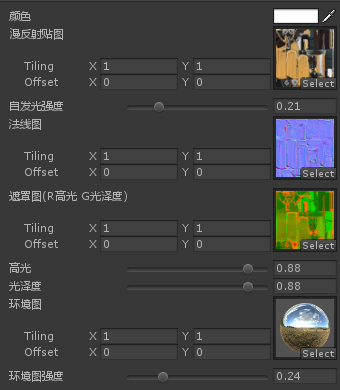 颜色
漫反射贴图
Tiling X 1 Y 1
Offset X 0 Y 0
Select
自发光强度 0.21
法线图
Tiling X 1 Y 1
Offset X 0 Y 0
Select
遮罩图(R高光 G光泽度)
Tiling X 1 Y 1
Offset X 0 Y 0
Select
高光 0.88
光泽度 0.88
环境图
Tiling X 1 Y 1
Offset X 0 Y 0
Select
环境图强度 0.24